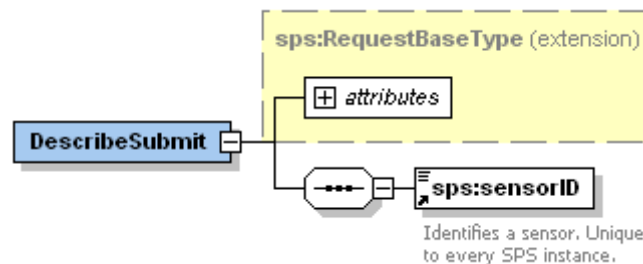 sps:RequestBaseType (extension)
attributes
DescribeSubmit
sps:sensorID
Identifies a sensor. Unique
to every SPS instance.